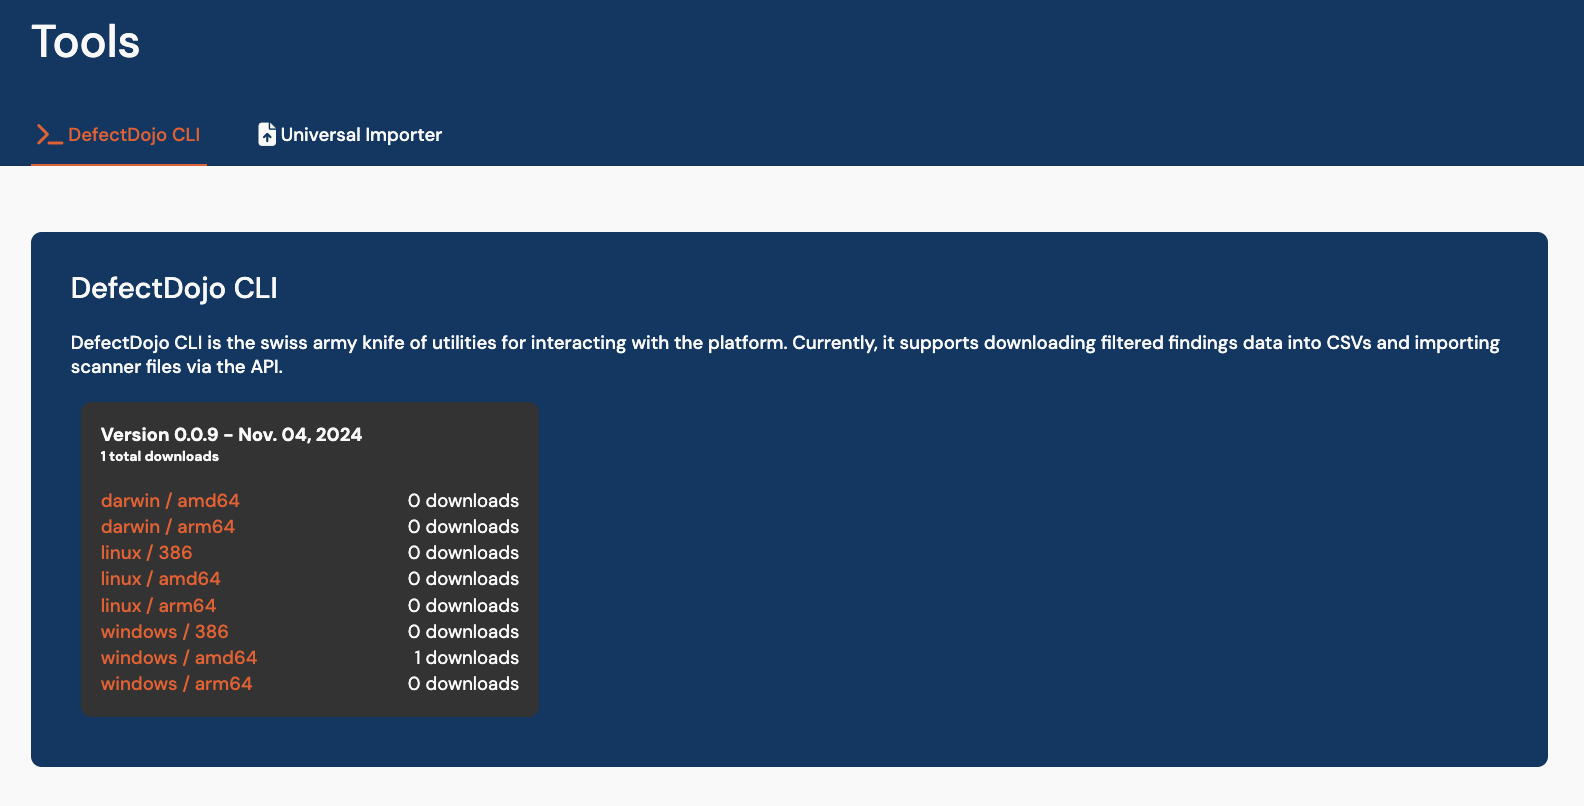 Tools
DefectDojo CLI
Universal Importer
DefectDojo CLI
DefectDojo CLI is the swiss army knife of utilities for interacting with the platform. Currently, it supports downloading filtered findings data into CSVs and importing
scanner files via the API.
Version 0.0.9 - Nov. 04, 2024
1 total downloads
darwin / amd64 0 downloads
darwin / arm64 0 downloads
linux / 386 0 downloads
linux / amd64 0 downloads
linux / arm64 0 downloads
windows / 386 0 downloads
windows / amd64 1 downloads
windows / arm64 0 downloads